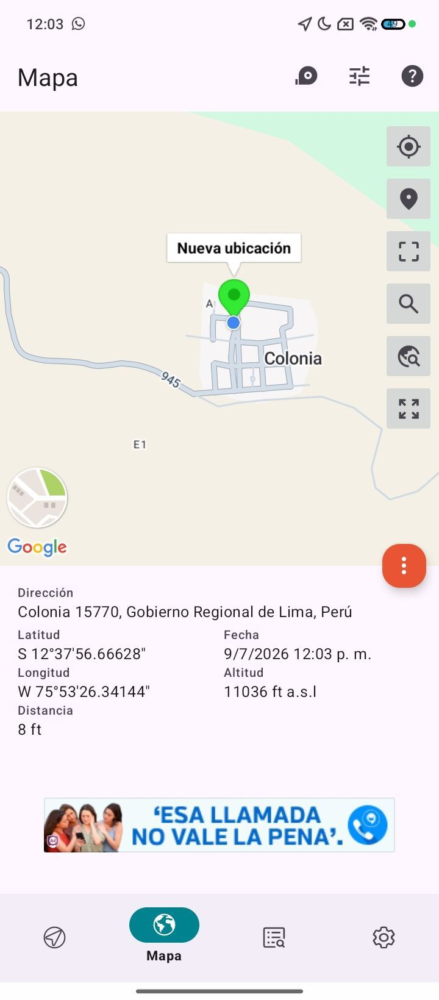 12:03
49
Mapa
Nueva ubicación
A
Colonia
945
E1
Google
Dirección
Colonia 15770, Gobierno Regional de Lima, Perú
Latitud
S 12°37'56.66628"
Fecha
9/7/2026 12:03 p. m.
Longitud
W 75°53'26.34144"
Altitud
11036 ft a.s.l
Distancia
8 ft
‘ESA LLAMADA
NO VALE LA PENA’.
Ad
Mapa